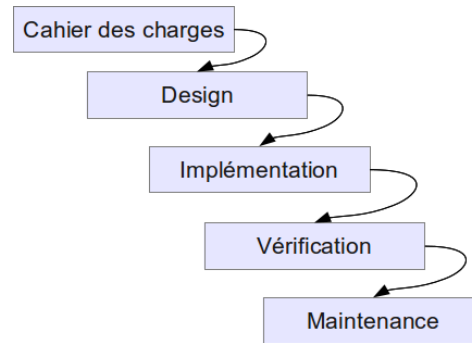 Cahier des charges
Design
Implémentation
Vérification
Maintenance